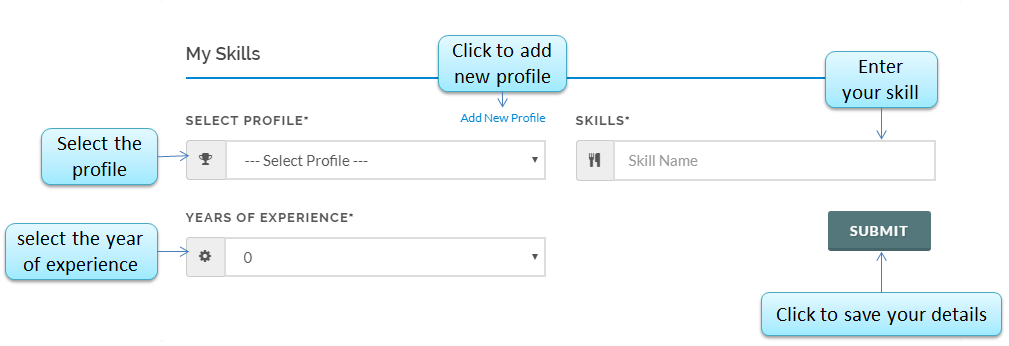 My Skills
Click to add
new profile
Enter
your skill
SELECT PROFILE*
Add New Profile
SKILLS*
Select the
profile
--- Select Profile ---
Skill Name
YEARS OF EXPERIENCE*
select the year
of experience
0
SUBMIT
Click to save your details